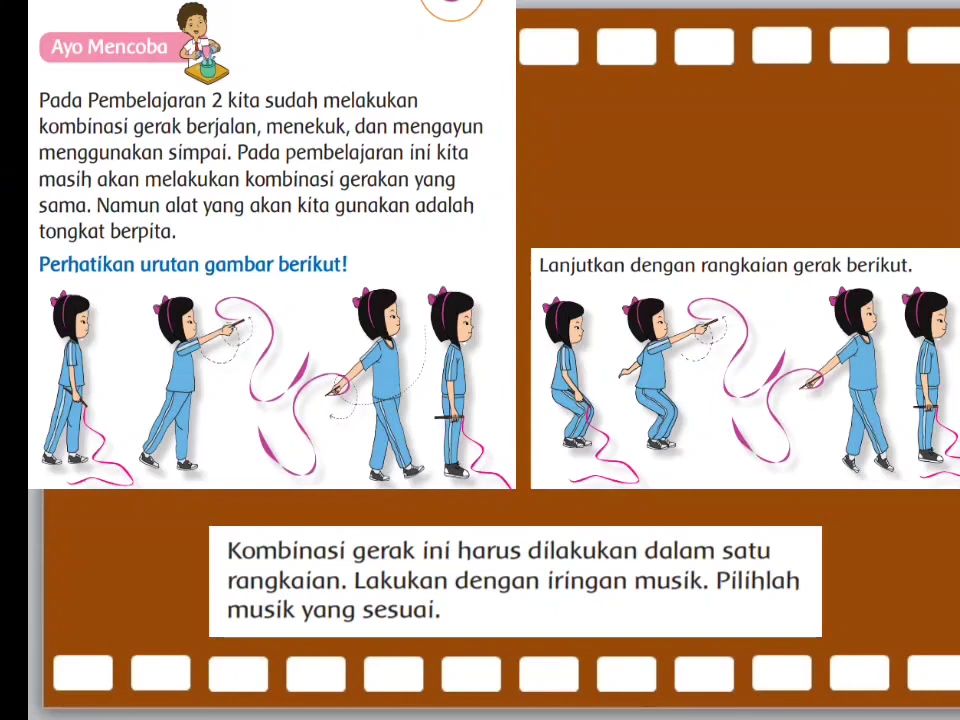 Ayo Mencoba
Pada Pembelajaran 2 kita sudah melakukan
kombinasi gerak berjalan, menekuk, dan mengayun
menggunakan simpai. Pada pembelajaran ini kita
masih akan melakukan kombinasi gerakan yang
sama. Namun alat yang akan kita gunakan adalah
tongkat berpita.
Perhatikan urutan gambar berikut!
Lanjutkan dengan rangkaian gerak berikut.
Kombinasi gerak ini harus dilakukan dalam satu
rangkaian. Lakukan dengan iringan musik. Pilihlah
musik yang sesuai.